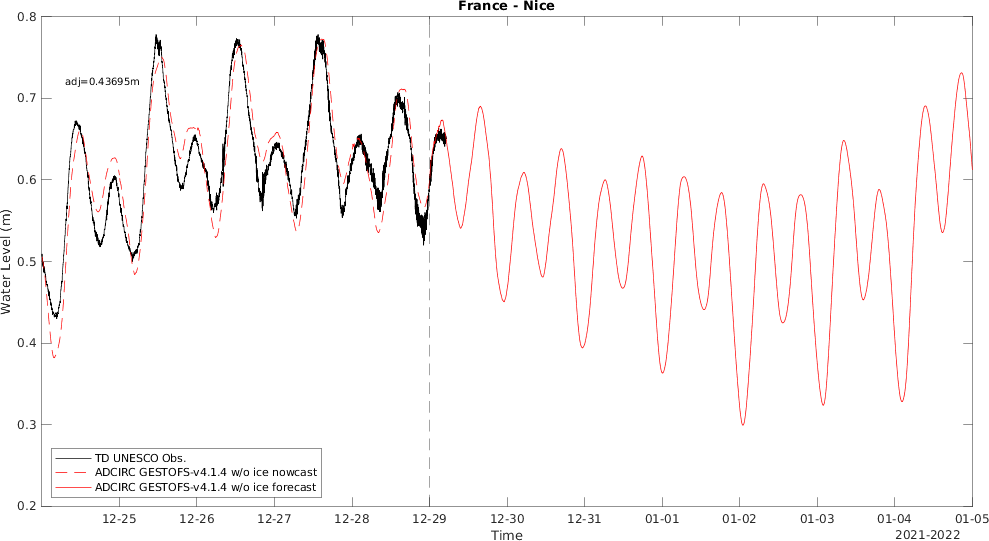 France - Nice
0.8
0.7
0.6
0.5
0.4
0.3
0.2
Water Level (m)
adj=0.43695m
TD UNESCO Obs.
ADCIRC GESTOFS-v4.1.4 w/o ice nowcast
ADCIRC GESTOFS-v4.1.4 w/o ice forecast
12-25 12-26 12-27 12-28 12-29 12-30 12-31 01-01 01-02 01-03 01-04 01-05
Time
2021-2022